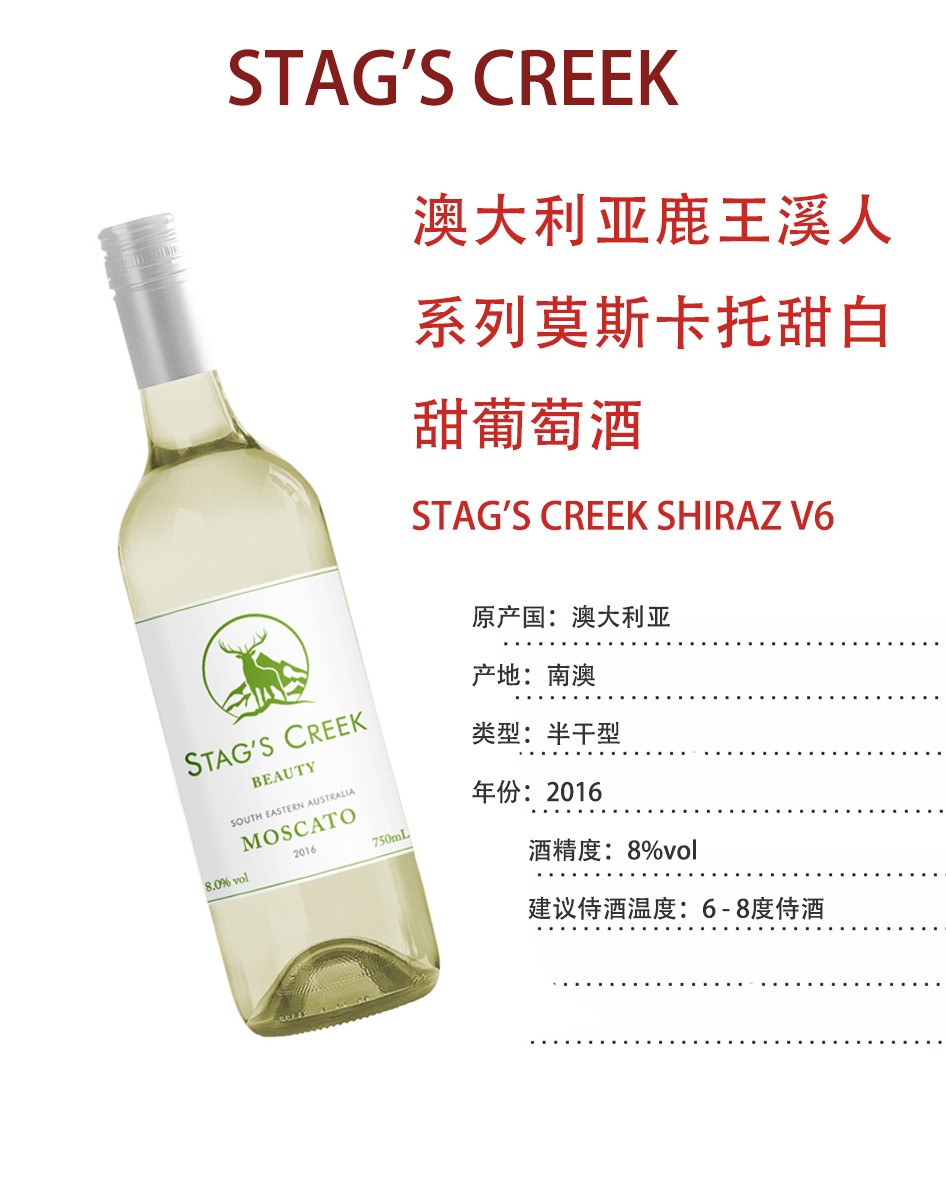 STAG'S CREEK
澳大利亚鹿王溪人
系列莫斯卡托甜白
甜葡萄酒
STAG'S CREEK SHIRAZ V6
原产国：澳大利亚
产地：南澳
类型：半干型
年份：2016
酒精度：8%vol
建议侍酒温度：6 - 8度侍酒
STAG'S CREEK
BEAUTY
SOUTH EASTERN AUSTRALIA
MOSCATO
2016
750mL
8.0% vol